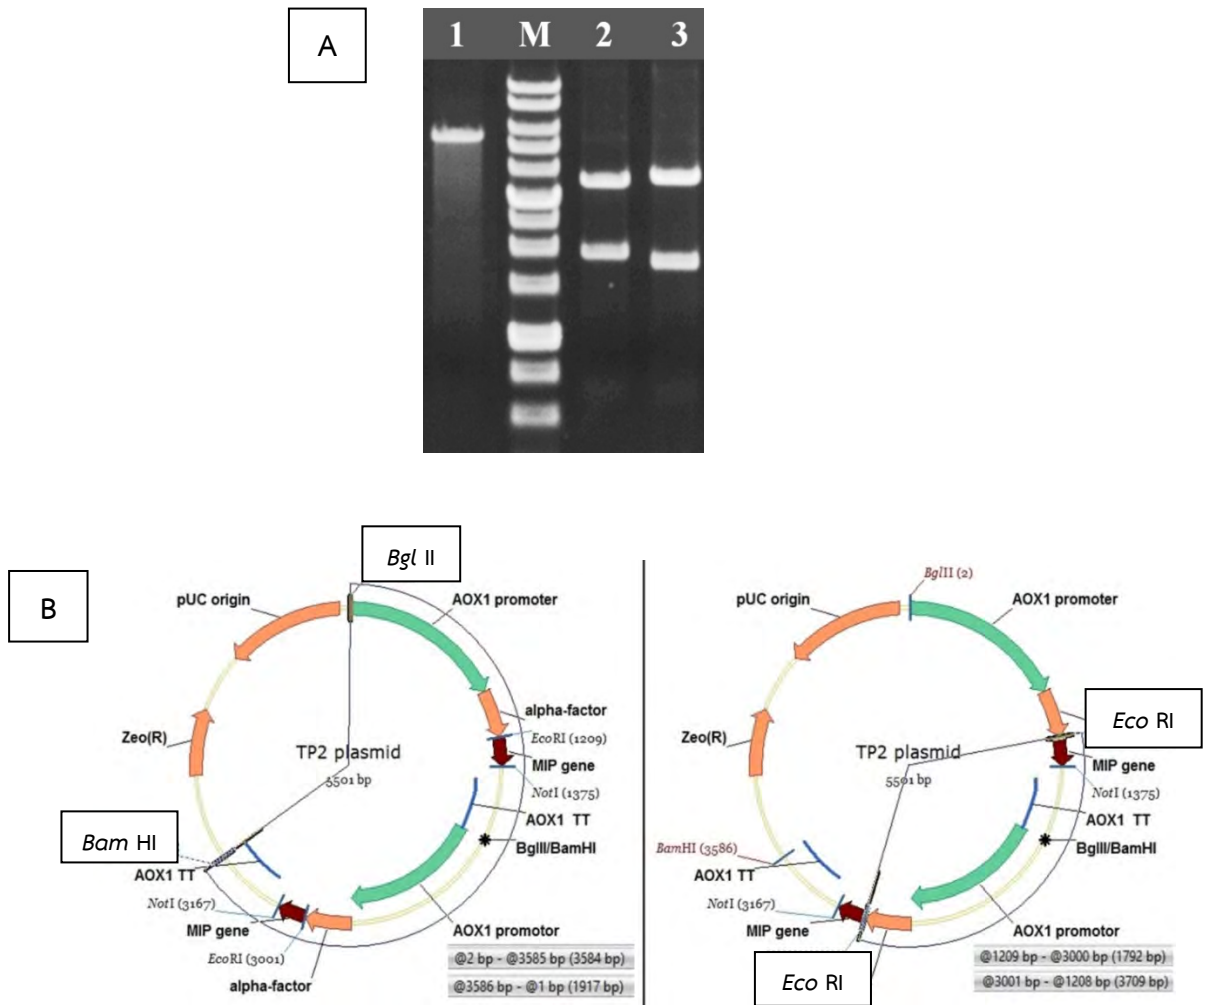 A
1 M 2 3
B
Bgl II
pUC origin
AOX1 promoter
alpha-factor
EcoRI (1209)
Zeo(R)
TP2 plasmid
5501 bp
MIP gene
NotI (1375)
AOX1 TT
Bam HI
BglII/BamHI
AOX1 TT
NotI (3167)
MIP gene
AOX1 promotor
EcoRI (3001)
alpha-factor
@2 bp - @3585 bp (3584 bp)
@3586 bp - @1 bp (1917 bp)
BglII (2)
pUC origin
AOX1 promoter
Eco RI
Zeo(R)
TP2 plasmid
5501 bp
MIP gene
NotI (1375)
AOX1 TT
BamHI (3586)
BglII/BamHI
AOX1 TT
NotI (3167)
MIP gene
AOX1 promotor
Eco RI
@1209 bp - @3000 bp (1792 bp)
@3001 bp - @1208 bp (3709 bp)